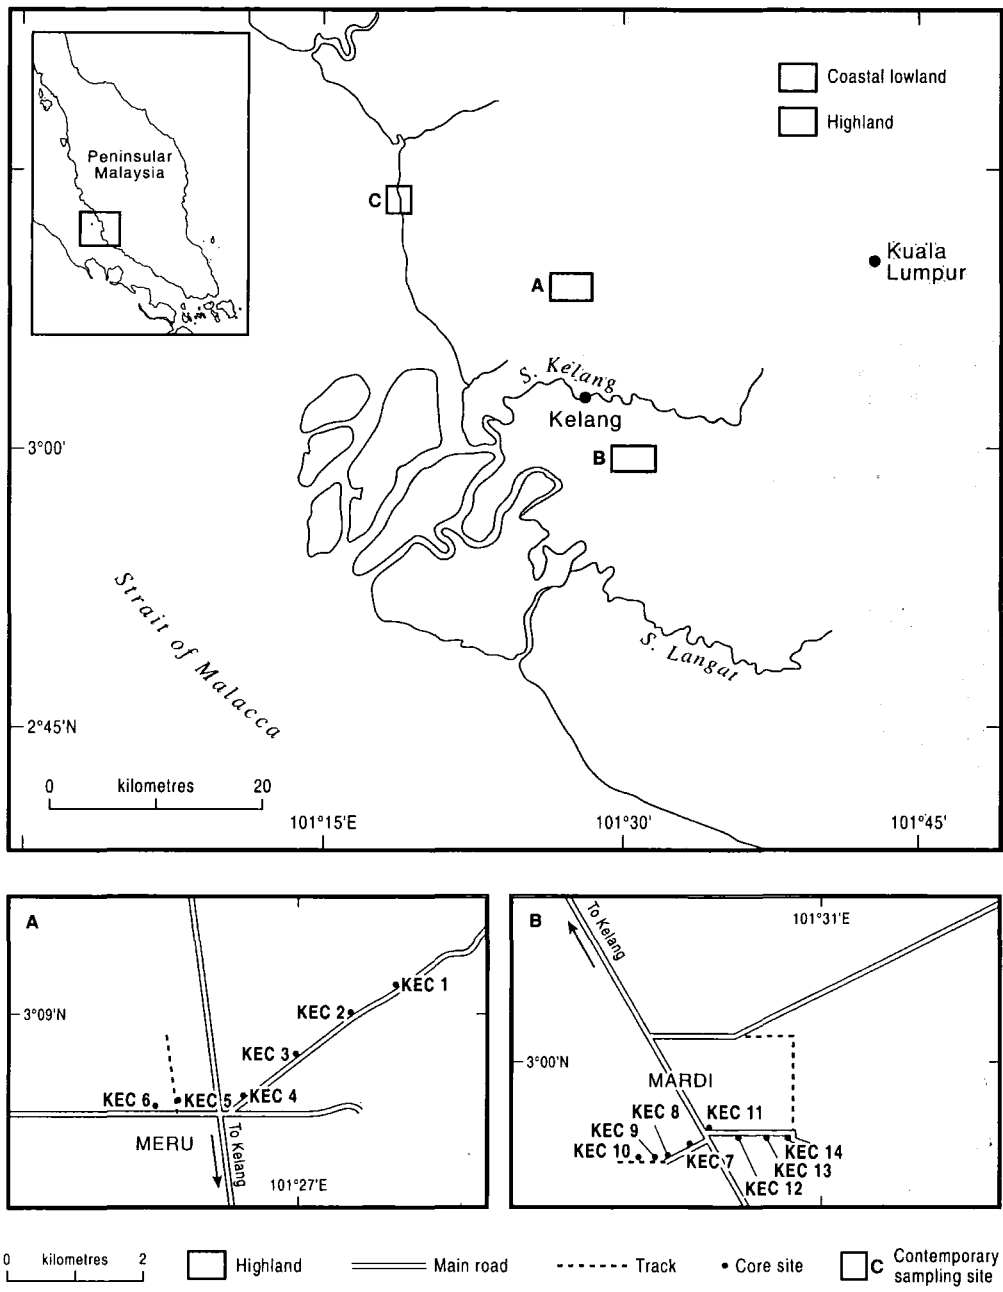 Coastal lowland
Highland
Peninsular
Malaysia
C
A
B
Kuala
Lumpur
S. Kelang
Kelang
3°00'
Strait of Malacca
S. Langat
2°45'N
0 kilometres 20
101°15'E
101°30'
101°45'
A
3°09'N
KEC 1
KEC 2
KEC 3
KEC 4
KEC 5
KEC 6
MERU
To Kelang
101°27'E
B
To Kelang
101°31'E
3°00'N
MARDI
KEC 8
KEC 11
KEC 9
KEC 10
KEC 7
KEC 14
KEC 13
KEC 12
0 kilometres 2
Highland
Main road
Track
Core site
C
Contemporary
sampling site